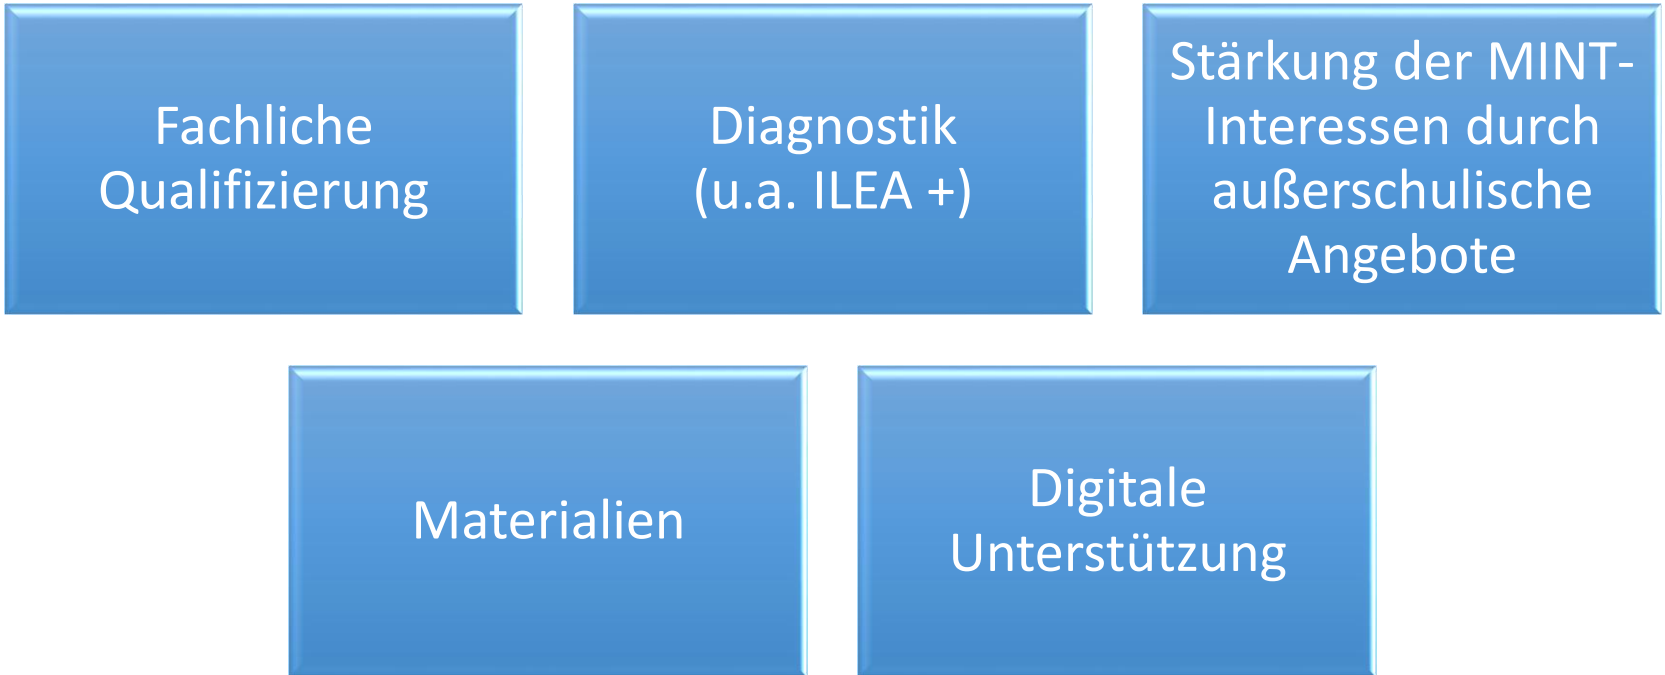 Fachliche
Qualifizierung
Diagnostik
(u.a. ILEA +)
Stärkung der MINT-
Interessen durch
außerschulische
Angebote
Materialien
Digitale
Unterstützung